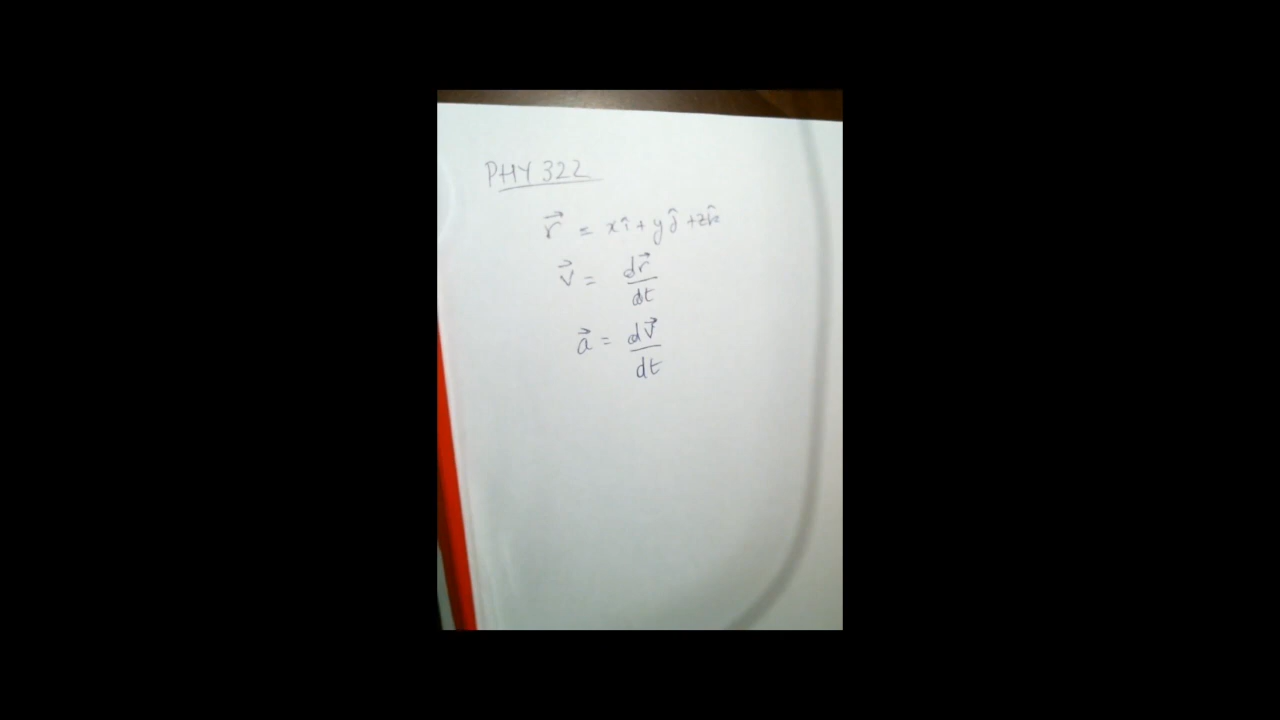 PHY 322
r⃗ = xî + yĵ + zk̂
v⃗ = dr⃗/dt
a⃗ = dv⃗/dt